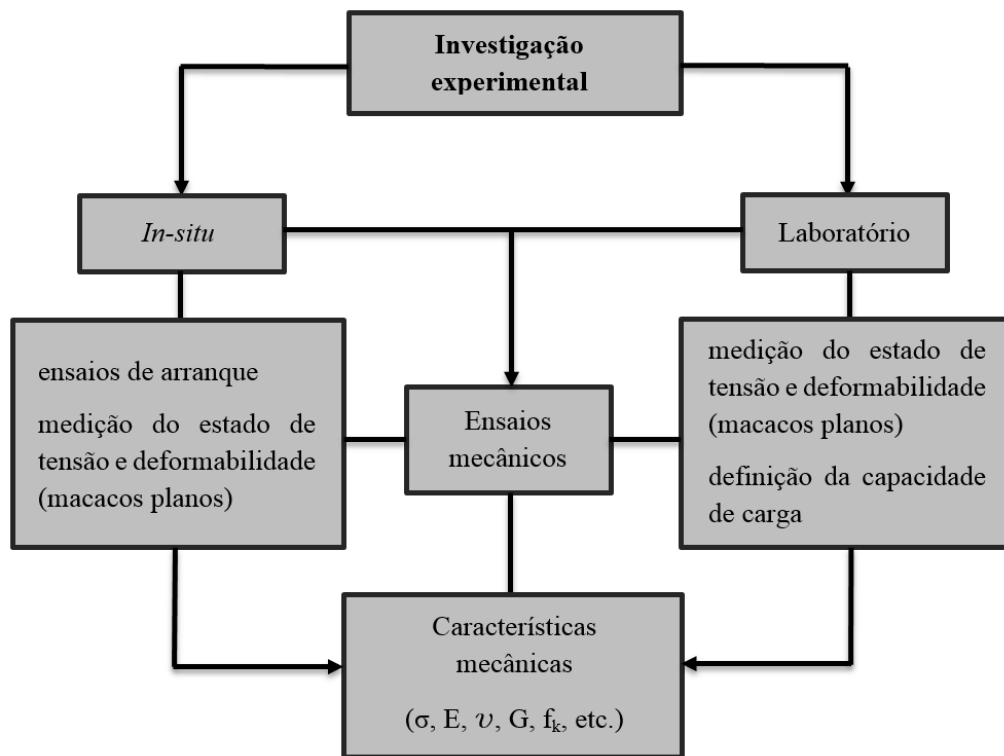 Investigação
experimental
In-situ
Laboratório
ensaios de arranque
medição do estado de
tensão e deformabilidade
(macacos planos)
Ensaios
mecânicos
medição do estado de
tensão e deformabilidade
(macacos planos)
definição da capacidade
de carga
Características
mecânicas
(σ, E, υ, G, fₖ, etc.)